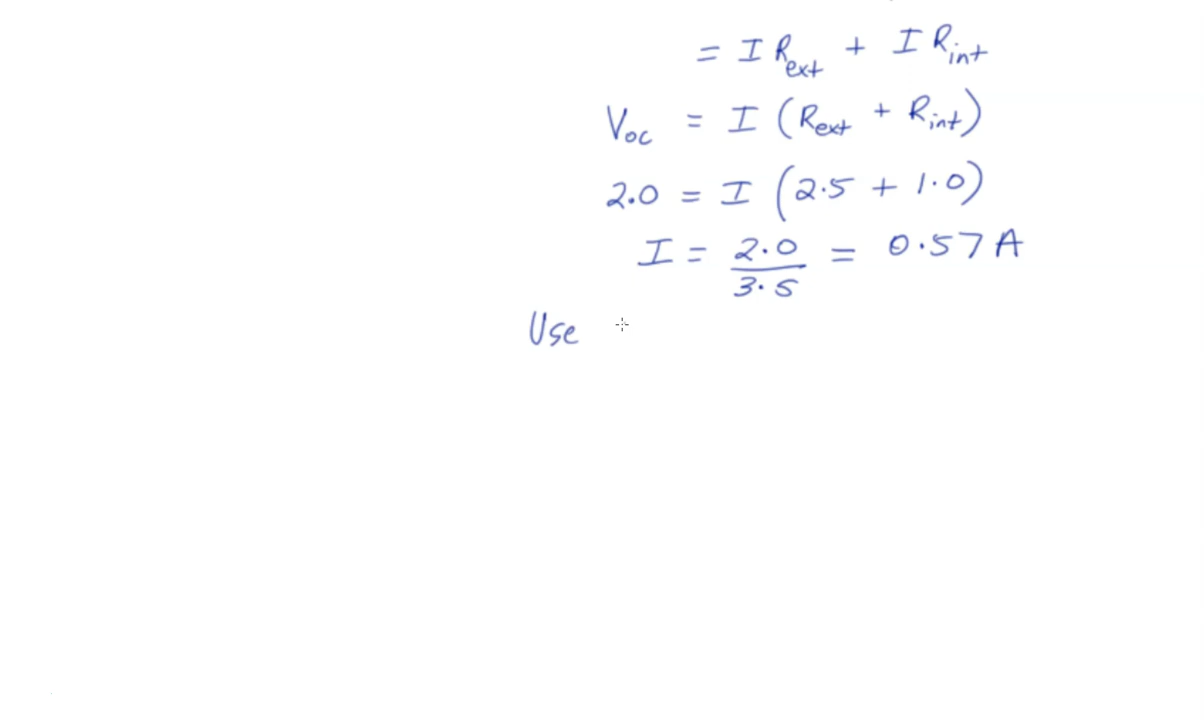 = I R_ext + I R_int
V_oc = I (R_ext + R_int)
2.0 = I (2.5 + 1.0)
I = 2.0/3.5 = 0.57 A
Use